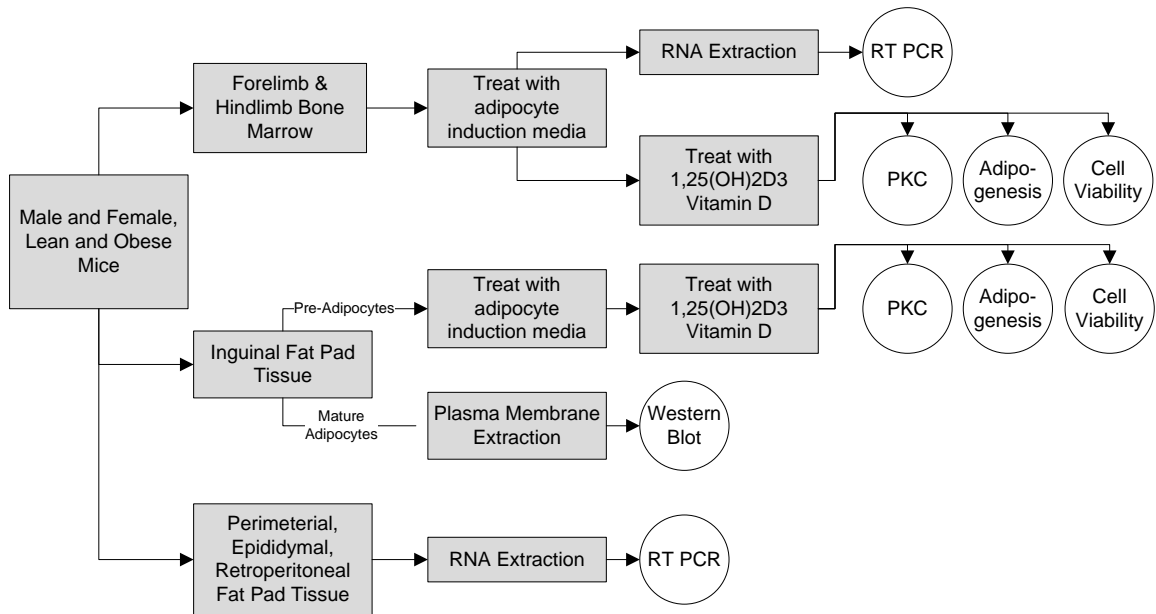 Male and Female,
Lean and Obese
Mice
Forelimb &
Hindlimb Bone
Marrow
Treat with
adipocyte
induction media
RNA Extraction
RT PCR
Treat with
1,25(OH)2D3
Vitamin D
PKC
Adipo-
genesis
Cell
Viability
Inguinal Fat Pad
Tissue
Pre-Adipocytes
Treat with
adipocyte
induction media
Treat with
1,25(OH)2D3
Vitamin D
PKC
Adipo-
genesis
Cell
Viability
Mature
Adipocytes
Plasma Membrane
Extraction
Western
Blot
Perimeterial,
Epididymal,
Retroperitoneal
Fat Pad Tissue
RNA Extraction
RT PCR